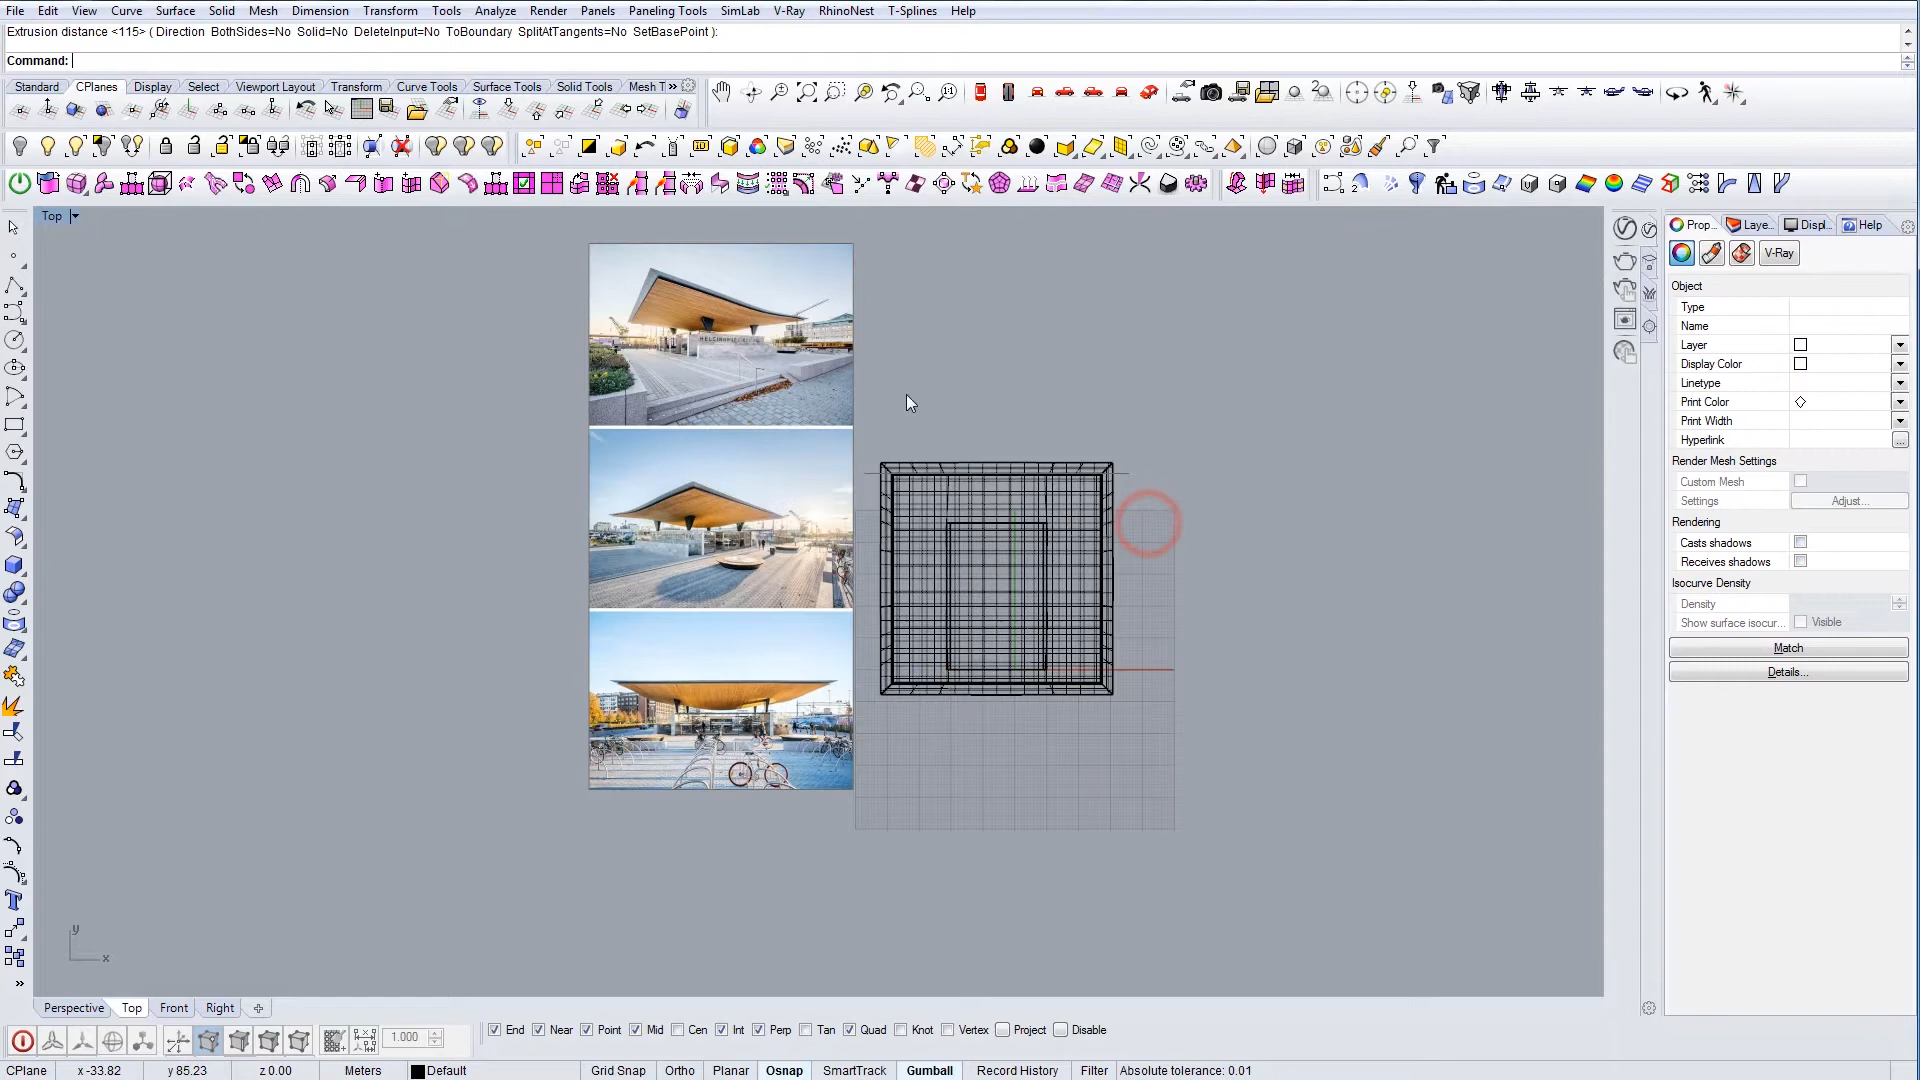 File Edit View Curve Surface Solid Mesh Dimension Transform Tools Analyze Render Panels Paneling Tools SimLab V-Ray RhinoNest T-Splines Help
Extrusion distance <115> ( Direction BothSides=No Solid=No DeleteInput=No ToBoundary SplitAtTangents=No SetBasePoint ):
Command:
Standard CPlanes Display Select Viewport Layout Transform Curve Tools Surface Tools Solid Tools Mesh T »
Top
Prop... Laye... Displ... Help
V-Ray
Object
Type
Name
Layer
Display Color
Linetype
Print Color
Print Width
Hyperlink ...
Render Mesh Settings
Custom Mesh
Settings Adjust...
Rendering
Casts shadows
Receives shadows
Isocurve Density
Density
Show surface isocur... Visible
Match
Details...
y
x
Perspective Top Front Right
1.000 End Near Point Mid Cen Int Perp Tan Quad Knot Vertex Project Disable
CPlane x -33.82 y 85.23 z 0.00 Meters Default Grid Snap Ortho Planar Osnap SmartTrack Gumball Record History Filter Absolute tolerance: 0.01